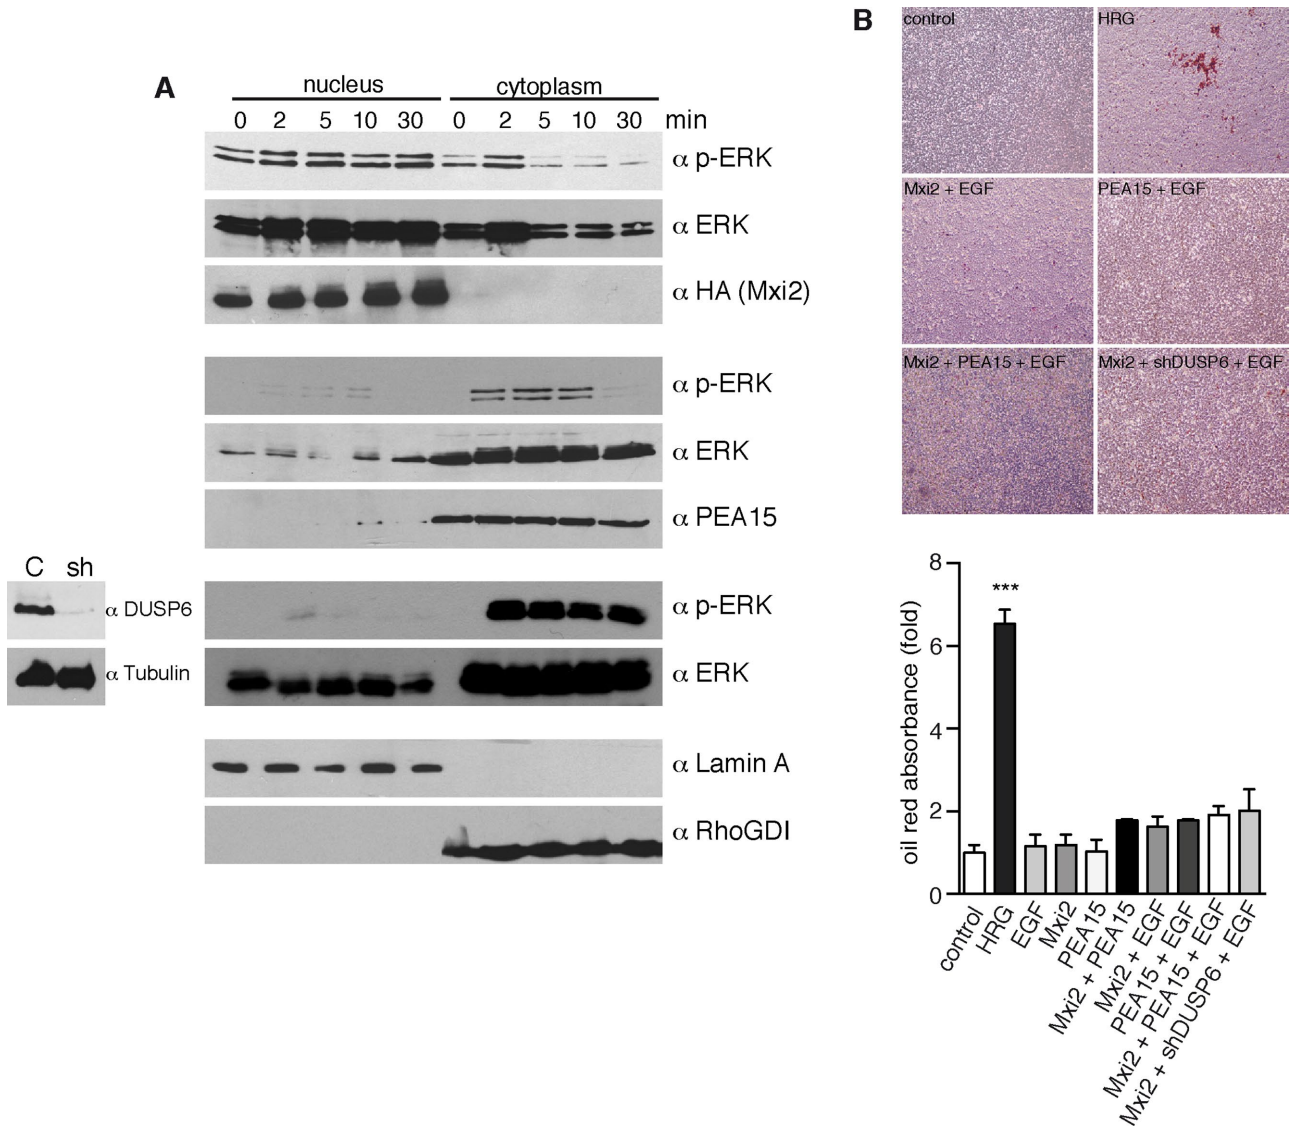 A
nucleus cytoplasm
0 2 5 10 30 0 2 5 10 30 min
α p-ERK
α ERK
α HA (Mxi2)
α p-ERK
α ERK
α PEA15
C sh
α DUSP6
α Tubulin
α p-ERK
α ERK
α Lamin A
α RhoGDI
B
control HRG
Mxi2 + EGF PEA15 + EGF
Mxi2 + PEA15 + EGF Mxi2 + shDUSP6 + EGF
oil red absorbance (fold)
8
6
4
2
0
***
control
HRG
EGF
Mxi2
PEA15
Mxi2 + PEA15
Mxi2 + EGF
PEA15 + EGF
Mxi2 + PEA15 + EGF
Mxi2 + shDUSP6 + EGF